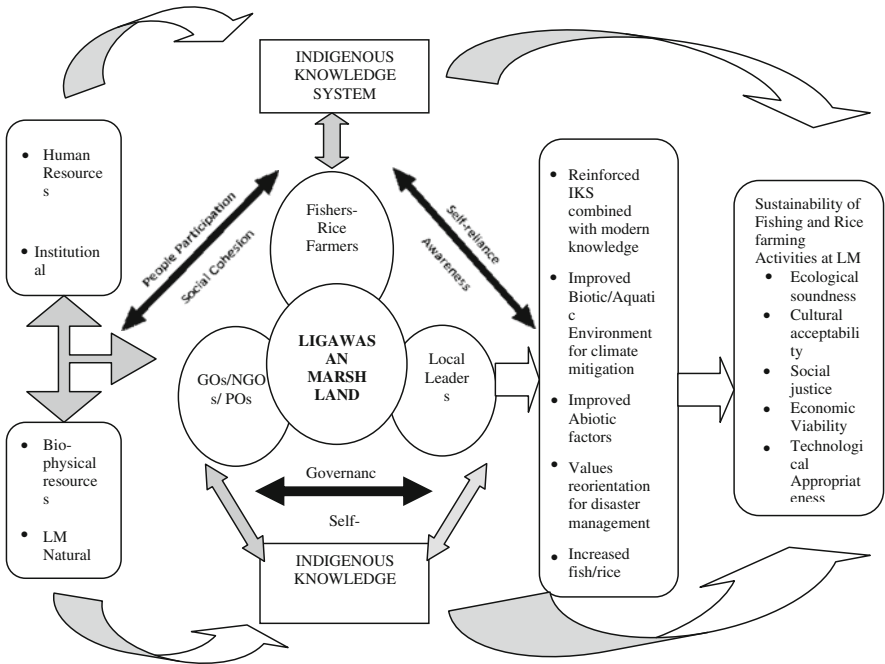 INDIGENOUS
KNOWLEDGE
SYSTEM
• Human
Resource
s
• Institution
al
• Bio-
physical
resource
s
• LM
Natural
People Participation
Social Cohesion
Self-reliance
Awareness
Fishers-
Rice
Farmers
LIGAWAS
AN
MARSH
LAND
GOs/NGO
s/ POs
Local
Leader
s
Governanc
Self-
INDIGENOUS
KNOWLEDGE
• Reinforced
IKS
combined
with modern
knowledge
• Improved
Biotic/Aquati
c
Environment
for climate
mitigation
• Improved
Abiotic
factors
• Values
reorientation
for disaster
management
• Increased
fish/rice
Sustainability of
Fishing and Rice
farming
Activities at LM
• Ecological
soundness
• Cultural
acceptabili
ty
• Social
justice
• Economic
Viability
• Technolog
ical
Appropriat
eness